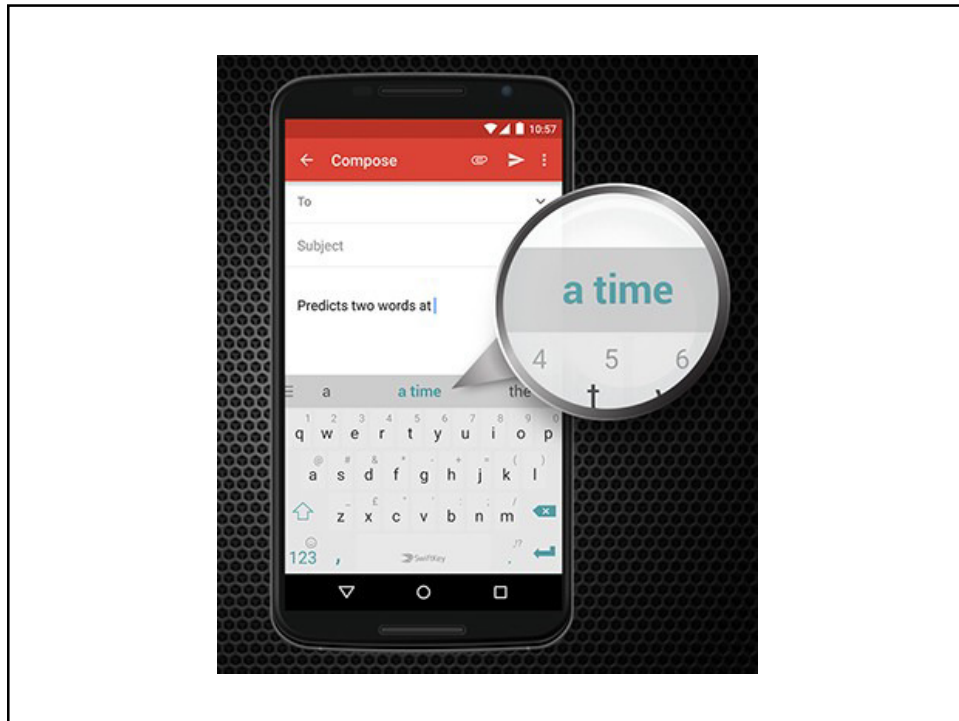 10:57
Compose
To
Subject
Predicts two words at
a time
4 5 6
a a time the
1 2 3 4 5 6 7 8 9 0
q w e r t y u i o p
@ # & * - + = ( )
a s d f g h j k l
z x c v b n m
123 , SwiftKey . !?